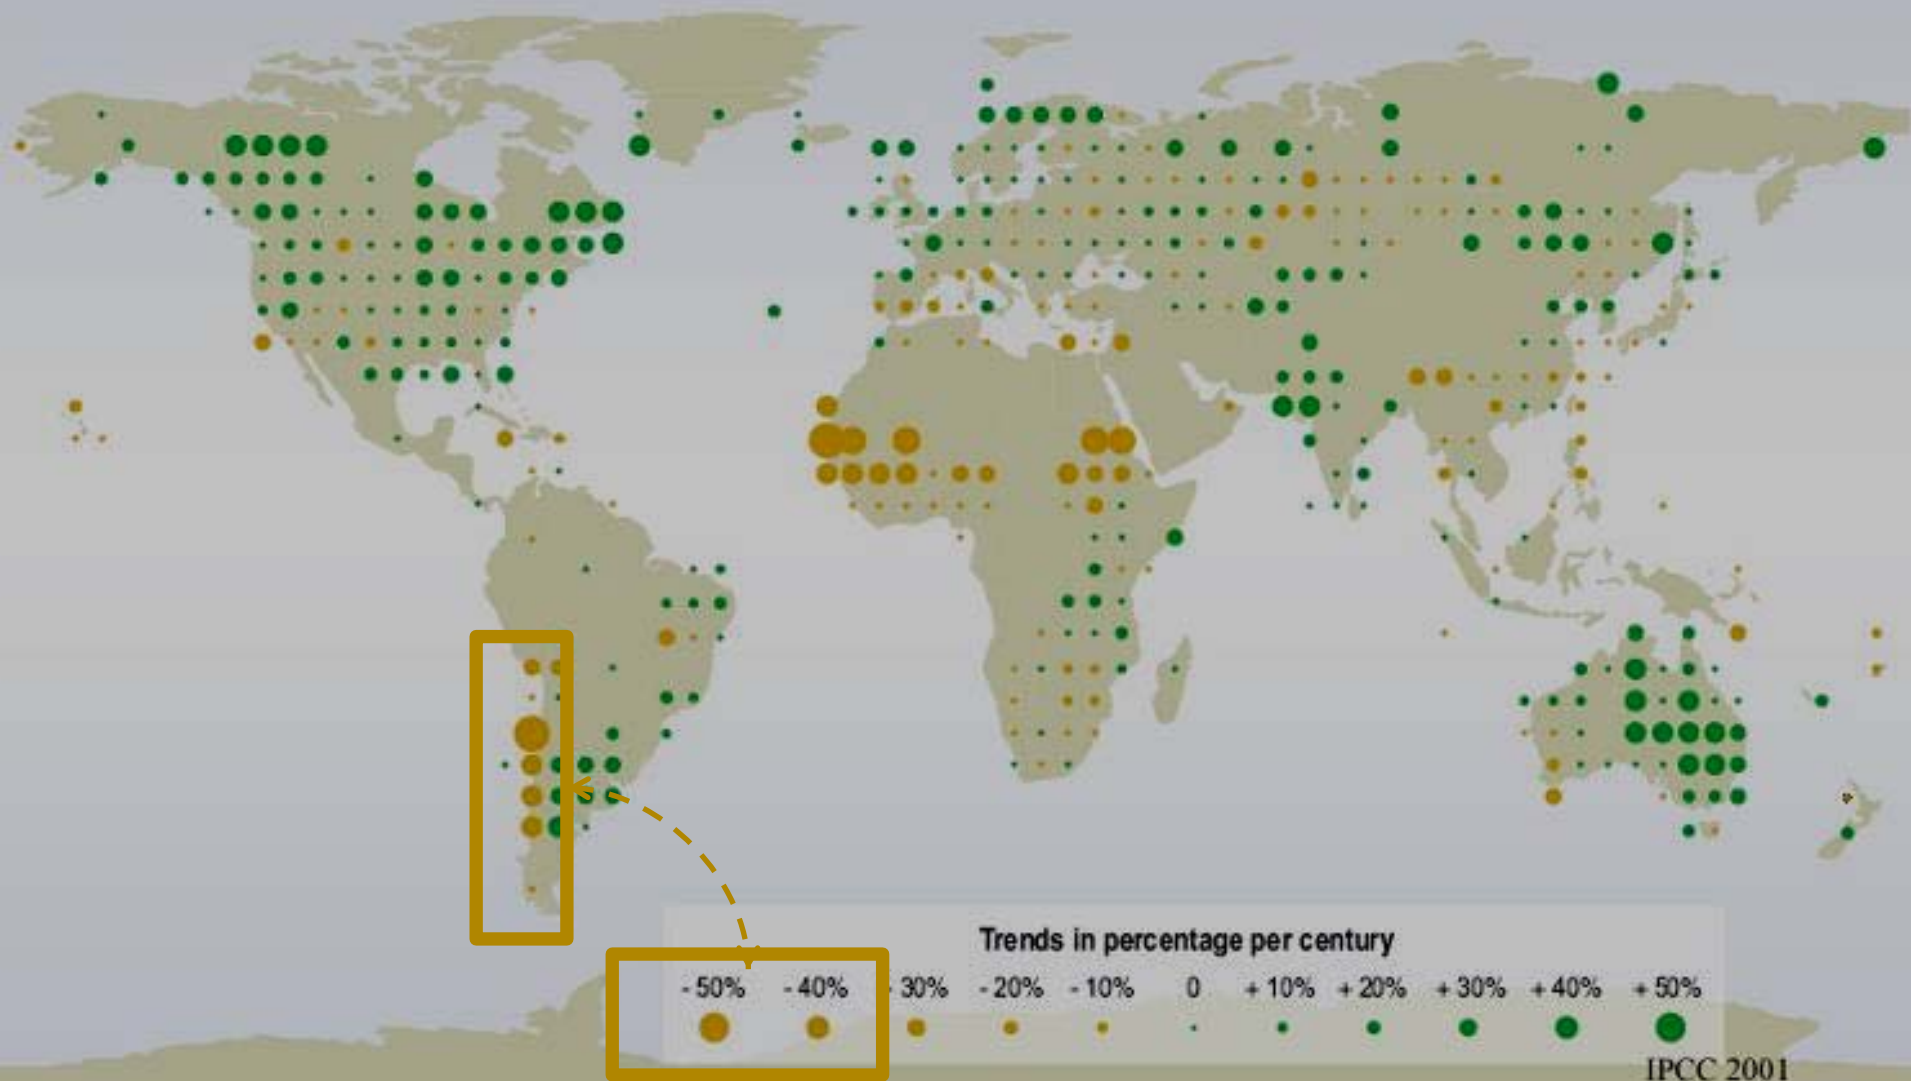 Trends in percentage per century
- 50% - 40% 30% - 20% - 10% 0 + 10% + 20% + 30% + 40% + 50%
IPCC 2001